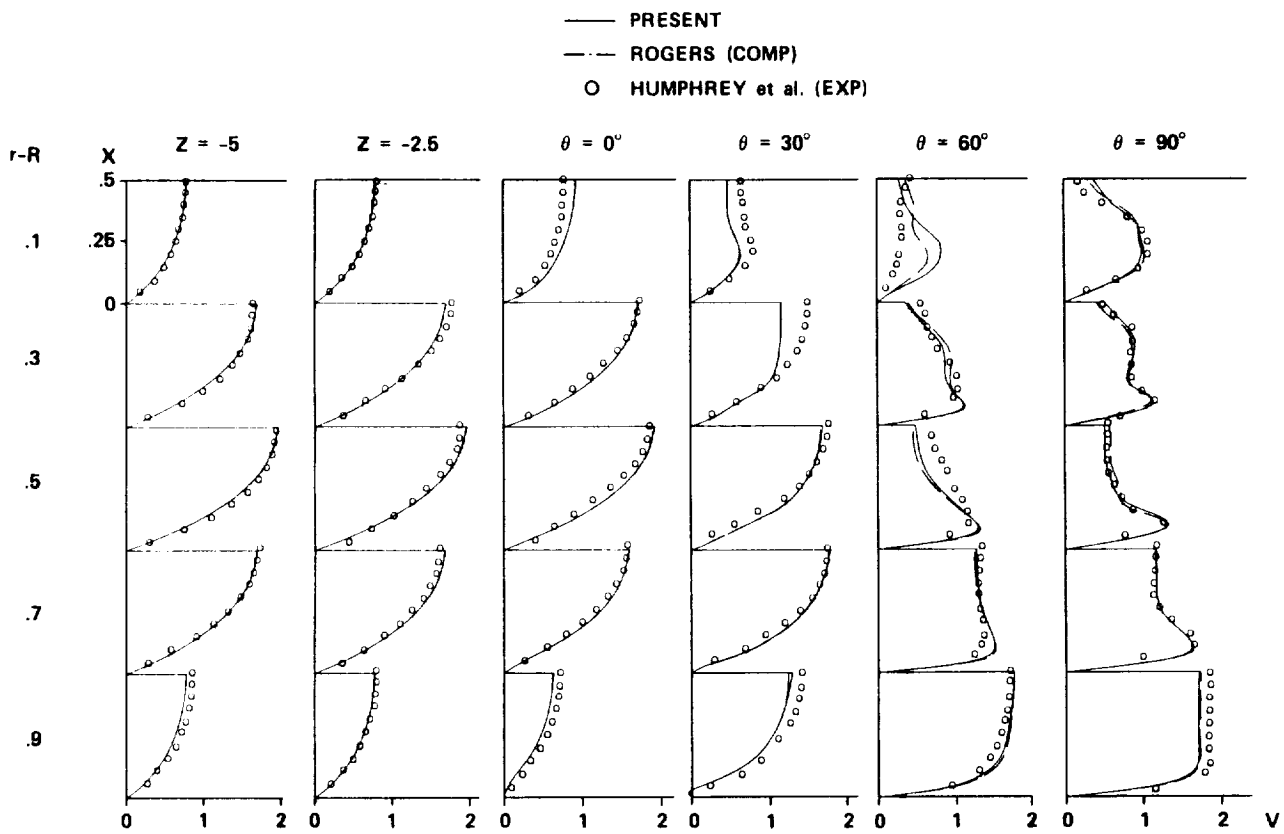 PRESENT
ROGERS (COMP)
HUMPHREY et al. (EXP)
r-R X Z = -5 Z = -2.5 θ = 0° θ = 30° θ = 60° θ = 90°
.5
.1 .25
0
.3
.5
.7
.9
0 1 2 0 1 2 0 1 2 0 1 2 0 1 2 0 1 2 V